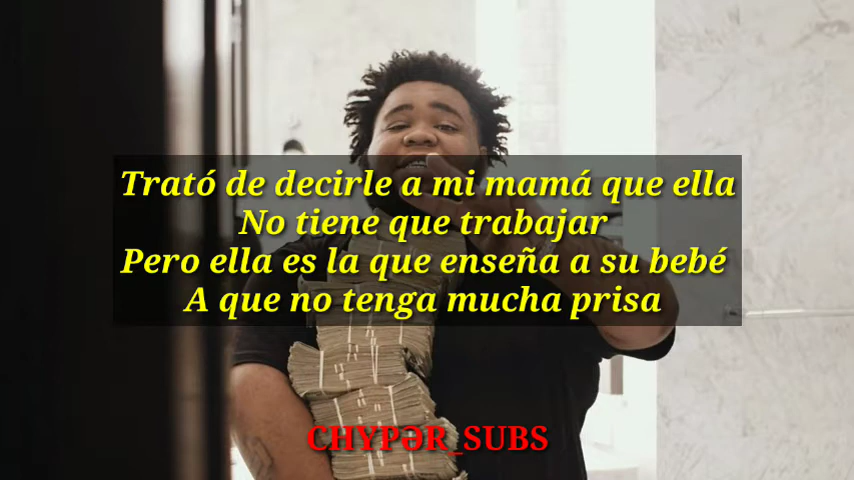 Trató de decirle a mi mamá que ella
No tiene que trabajar
Pero ella es la que enseña a su bebé
A que no tenga mucha prisa
CHYPƏR_SUBS